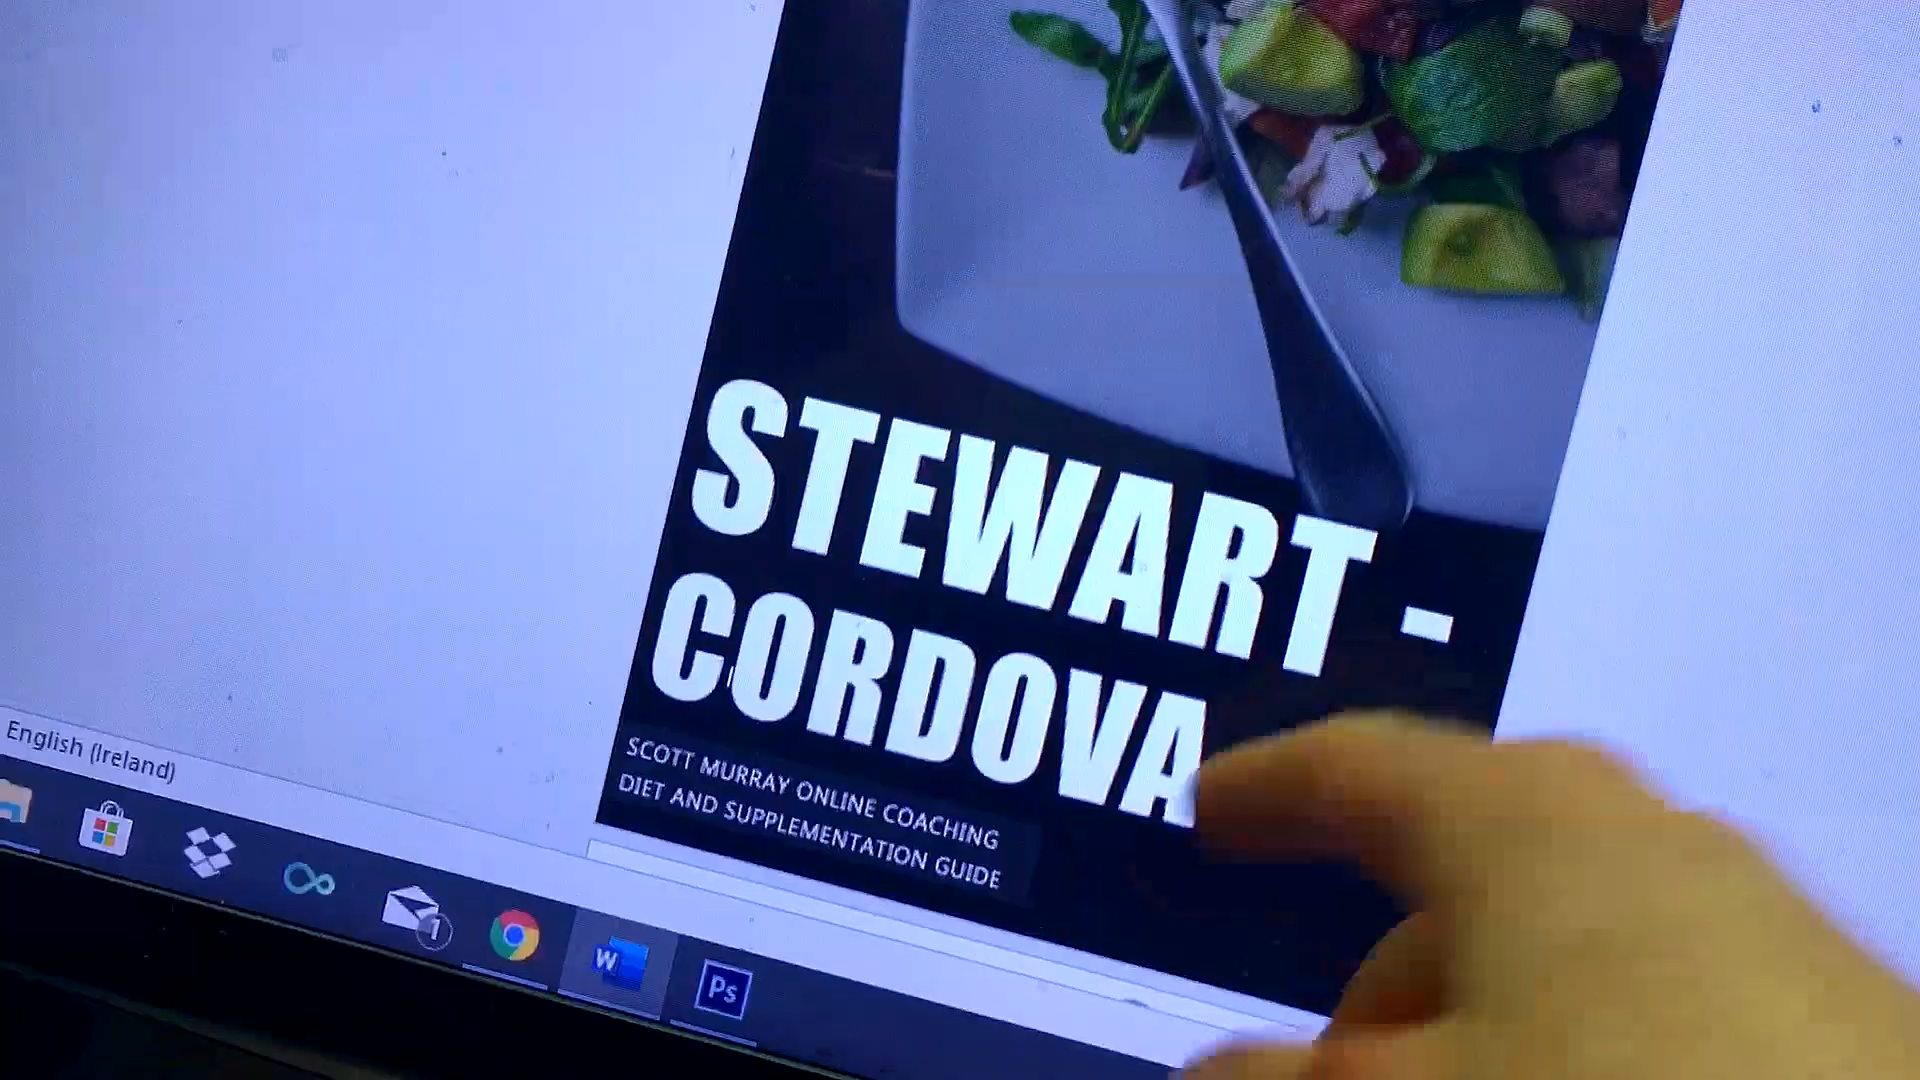 STEWART -
CORDOVA
SCOTT MURRAY ONLINE COACHING
DIET AND SUPPLEMENTATION GUIDE
English (Ireland)
1
W
Ps